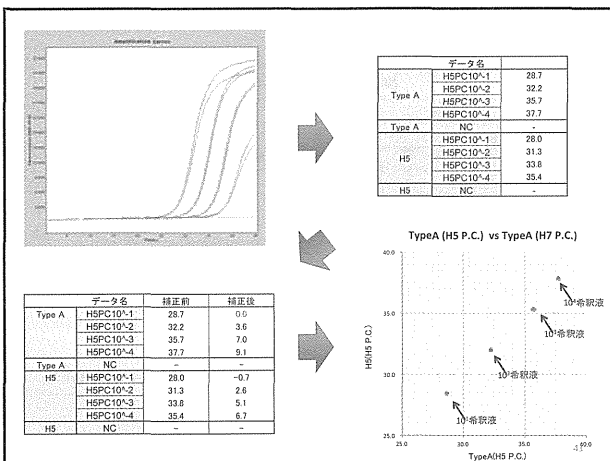 Amplification Curves
データ名
Type A H5PC10^-1 28.7
H5PC10^-2 32.2
H5PC10^-3 35.7
H5PC10^-4 37.7
Type A NC -
H5 H5PC10^-1 28.0
H5PC10^-2 31.3
H5PC10^-3 33.8
H5PC10^-4 35.4
H5 NC -
データ名 補正前 補正後
Type A H5PC10^-1 28.7 0.0
H5PC10^-2 32.2 3.6
H5PC10^-3 35.7 7.0
H5PC10^-4 37.7 9.1
Type A NC - -
H5 H5PC10^-1 28.0 -0.7
H5PC10^-2 31.3 2.6
H5PC10^-3 33.8 5.1
H5PC10^-4 35.4 6.7
H5 NC - -
TypeA (H5 P.C.) vs TypeA (H7 P.C.)
40.0
35.0
30.0
25.0
H5(H5 P.C.)
10⁴希釈液
10³希釈液
10²希釈液
10¹希釈液
25.0 30.0 35.0 40.0
TypeA(H5 P.C.)
41